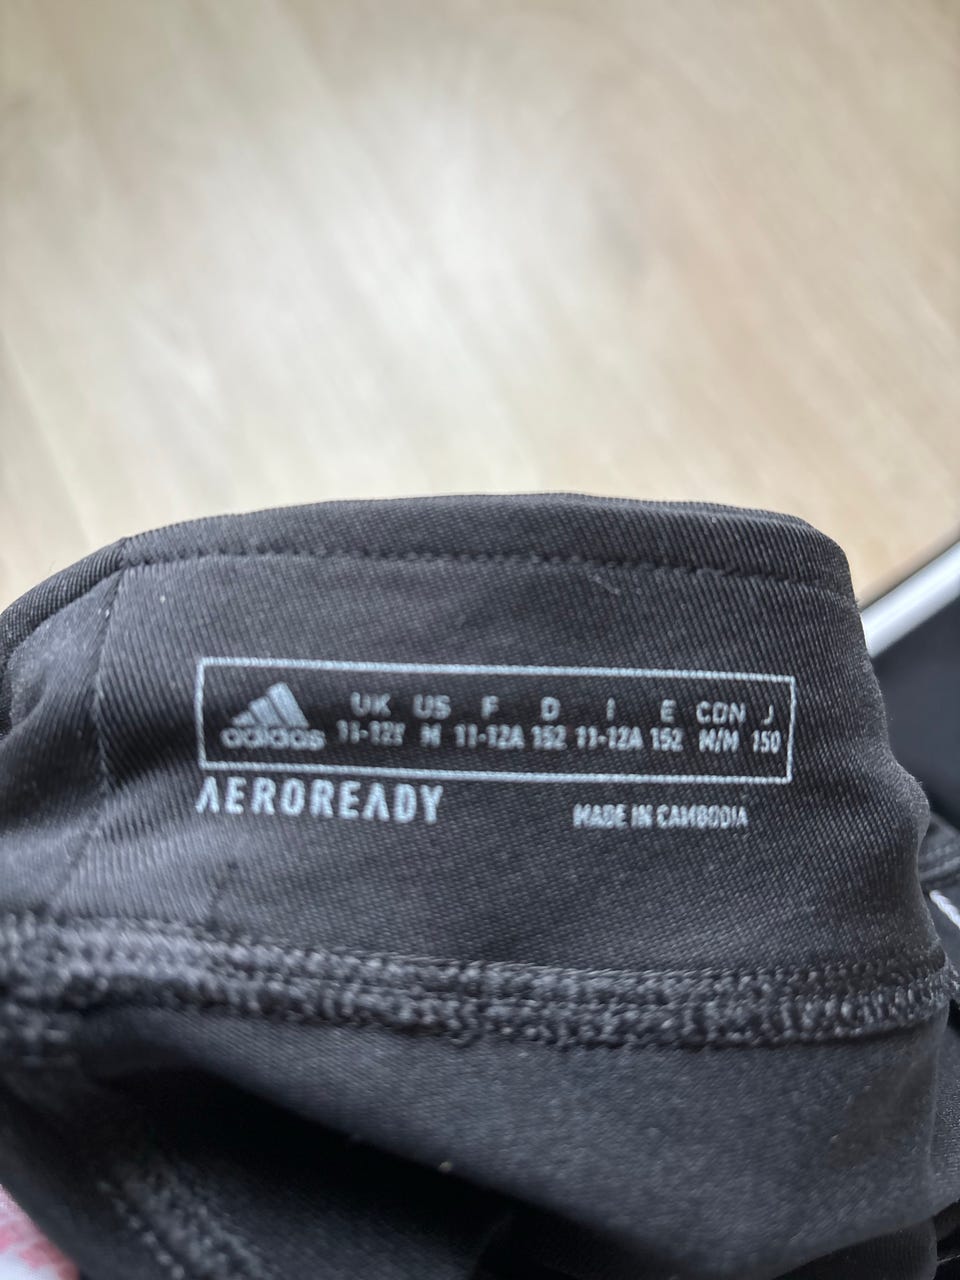 UK US F D I E CDN J
adidas 11-12Y M 11-12A 152 11-12A 152 M/M 150
AEROREADY MADE IN CAMBODIA